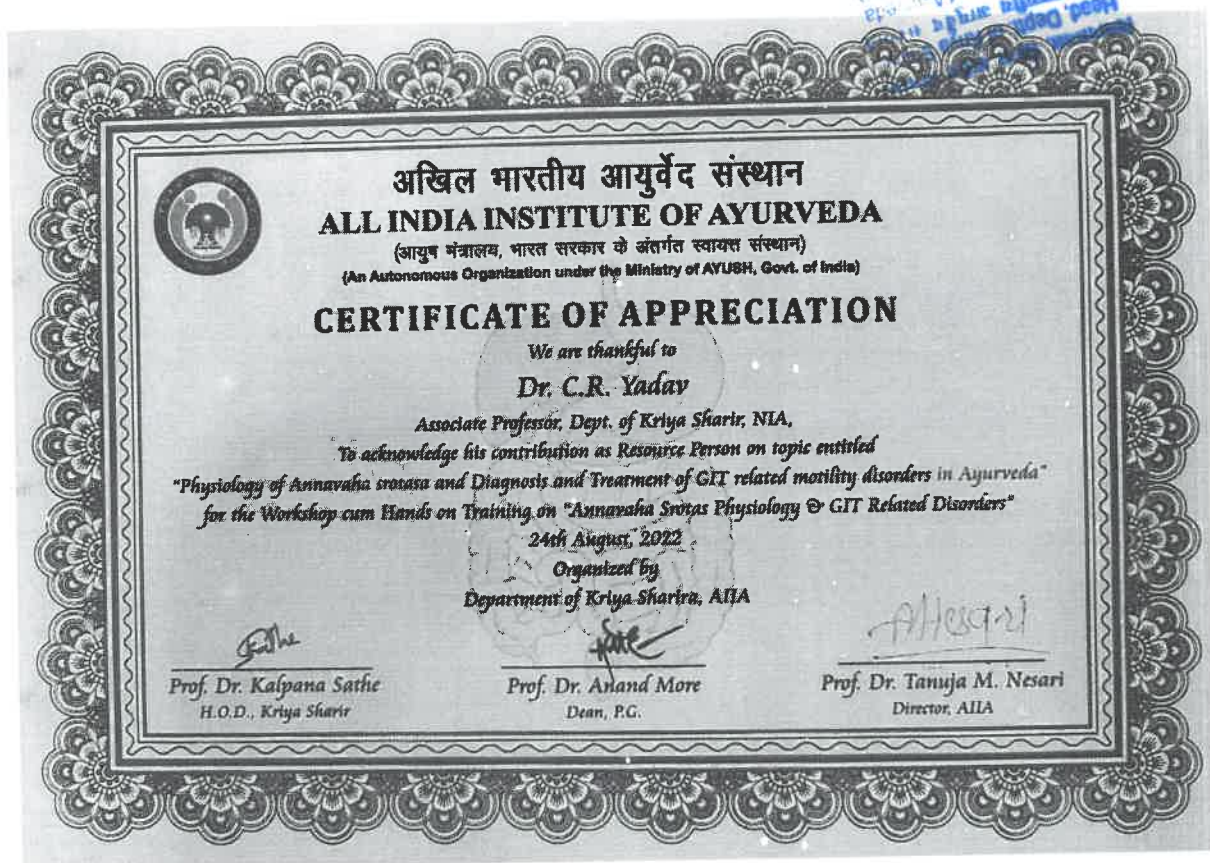 Head, Dept.
अखिल भारतीय आयुर्वेद संस्थान
ALL INDIA INSTITUTE OF AYURVEDA
(आयुष मंत्रालय, भारत सरकार के अंतर्गत स्वायत्त संस्थान)
(An Autonomous Organization under the Ministry of AYUSH, Govt. of India)
CERTIFICATE OF APPRECIATION
We are thankful to
Dr. C.R. Yadav
Associate Professor, Dept. of Kriya Sharir, NIA,
To acknowledge his contribution as Resource Person on topic entitled
"Physiology of Annavaha srotasa and Diagnosis and Treatment of GIT related motility disorders in Ayurveda"
for the Workshop cum Hands on Training on "Annavaha Srotas Physiology & GIT Related Disorders"
24th August, 2022
Organized by
Department of Kriya Sharira, AIIA
Prof. Dr. Kalpana Sathe
H.O.D., Kriya Sharir
Prof. Dr. Anand More
Dean, P.G.
Prof. Dr. Tanuja M. Nesari
Director, AIIA